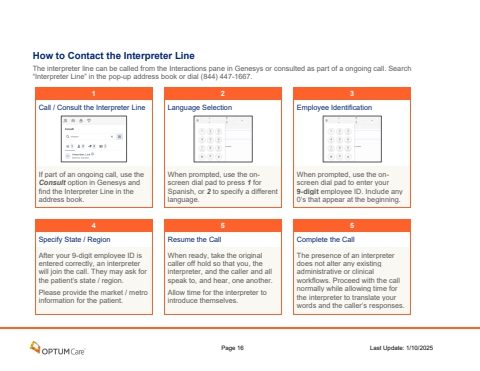 How to Contact the Interpreter Line
The interpreter line can be called from the Interactions pane in Genesys or consulted as part of a ongoing call. Search
"Interpreter Line" in the pop-up address book or dial (844) 447-1667.
1
Call / Consult the Interpreter Line
If part of an ongoing call, use the
Consult option in Genesys and
find the Interpreter Line in the
address book.
2
Language Selection
When prompted, use the on-
screen dial pad to press 1 for
Spanish, or 2 to specify a different
language.
3
Employee Identification
When prompted, use the on-
screen dial pad to enter your
9-digit employee ID. Include any
0's that appear at the beginning.
4
Specify State / Region
After your 9-digit employee ID is
entered correctly, an interpreter
will join the call. They may ask for
the patient's state / region.
Please provide the market / metro
information for the patient.
5
Resume the Call
When ready, take the original
caller off hold so that you, the
interpreter, and the caller and all
speak to, and hear, one another.
Allow time for the interpreter to
introduce themselves.
5
Complete the Call
The presence of an interpreter
does not alter any existing
administrative or clinical
workflows. Proceed with the call
normally while allowing time for
the interpreter to translate your
words and the caller's responses.
OPTUM Care
Page 16
Last Update: 1/10/2025